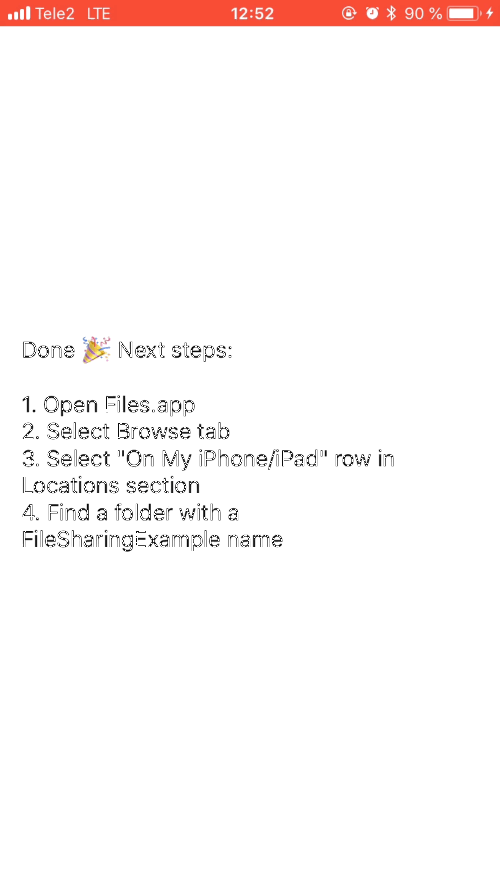 Tele2 LTE 12:52 90 %
Done 🎉 Next steps:
1. Open Files.app
2. Select Browse tab
3. Select "On My iPhone/iPad" row in
Locations section
4. Find a folder with a
FileSharingExample name